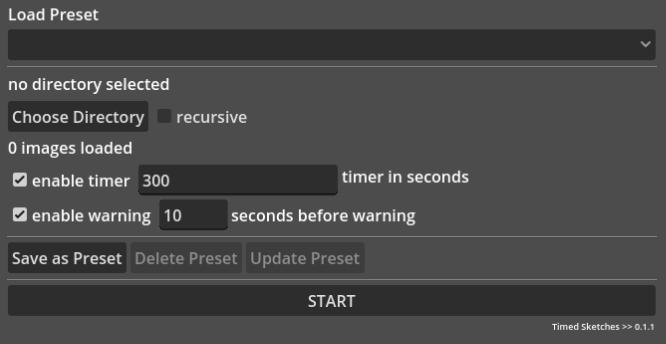 Load Preset
no directory selected
Choose Directory recursive
0 images loaded
enable timer 300 timer in seconds
enable warning 10 seconds before warning
Save as Preset Delete Preset Update Preset
START
Timed Sketches >> 0.1.1